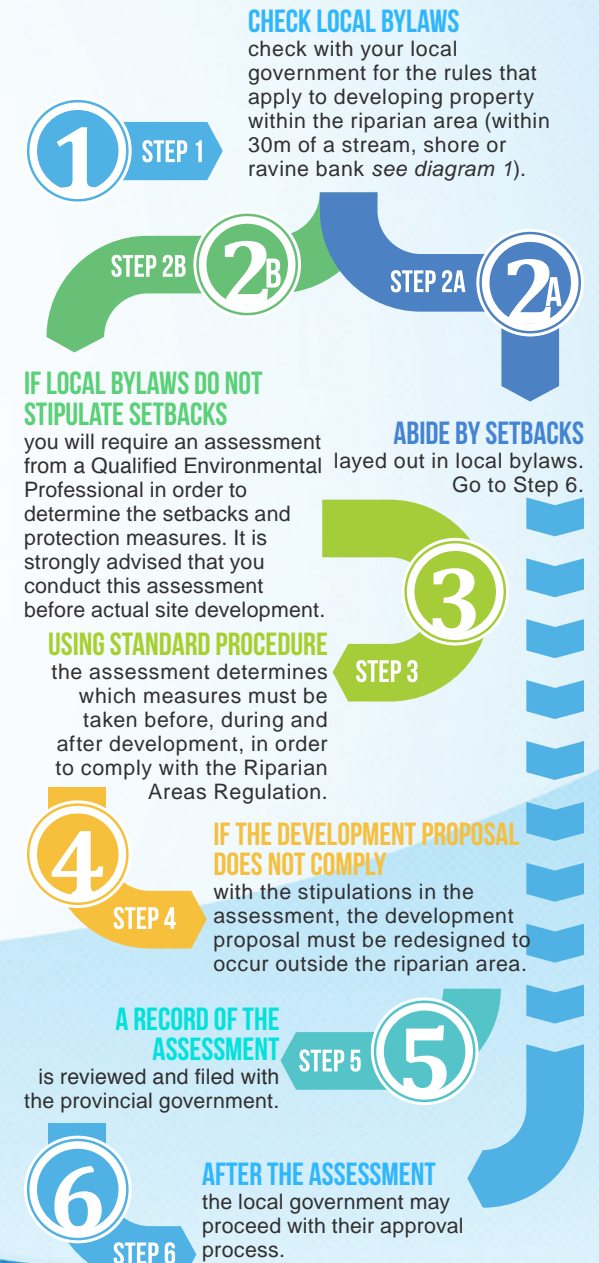 CHECK LOCAL BYLAWS
check with your local
government for the rules that
apply to developing property
within the riparian area (within
30m of a stream, shore or
ravine bank see diagram 1).
1
STEP 1
STEP 2B
2B
STEP 2A
2A
IF LOCAL BYLAWS DO NOT
STIPULATE SETBACKS
you will require an assessment
from a Qualified Environmental
Professional in order to
determine the setbacks and
protection measures. It is
strongly advised that you
conduct this assessment
before actual site development.
ABIDE BY SETBACKS
layed out in local bylaws.
Go to Step 6.
3
STEP 3
USING STANDARD PROCEDURE
the assessment determines
which measures must be
taken before, during and
after development, in order
to comply with the Riparian
Areas Regulation.
4
STEP 4
IF THE DEVELOPMENT PROPOSAL
DOES NOT COMPLY
with the stipulations in the
assessment, the development
proposal must be redesigned to
occur outside the riparian area.
A RECORD OF THE
ASSESSMENT
is reviewed and filed with
the provincial government.
STEP 5
5
6
STEP 6
AFTER THE ASSESSMENT
the local government may
proceed with their approval
process.